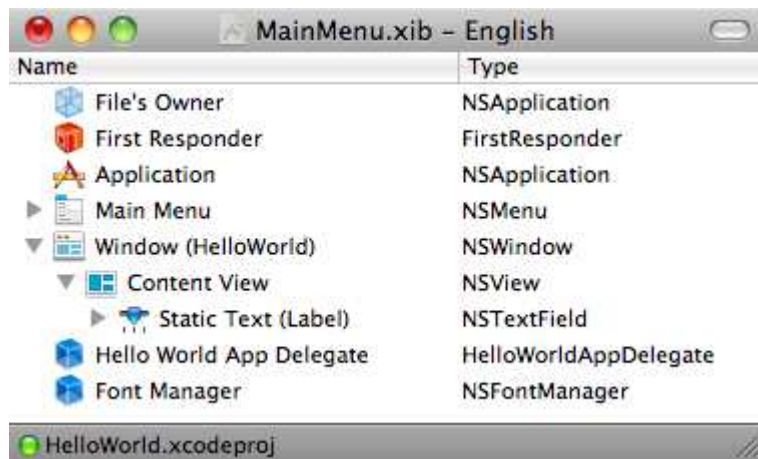 MainMenu.xib – English
Name Type
File's Owner NSApplication
First Responder FirstResponder
Application NSApplication
Main Menu NSMenu
Window (HelloWorld) NSWindow
Content View NSView
Static Text (Label) NSTextField
Hello World App Delegate HelloWorldAppDelegate
Font Manager NSFontManager
HelloWorld.xcodeproj